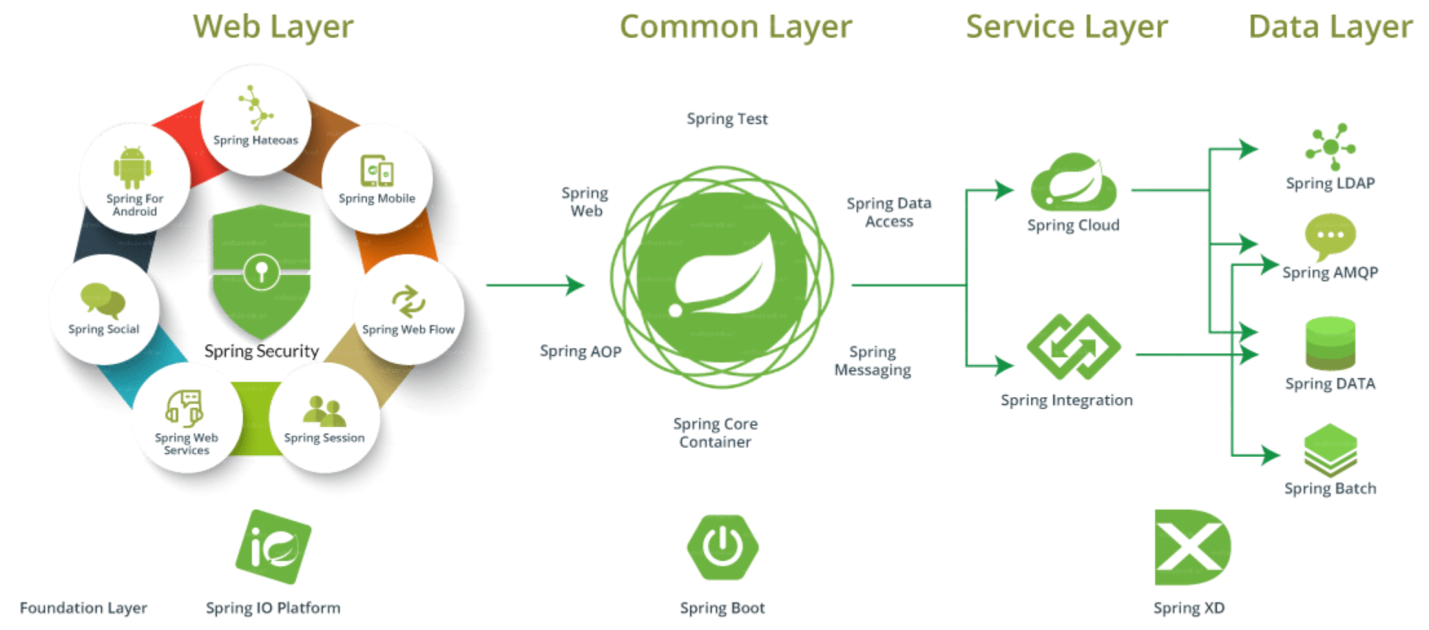 Web Layer
Common Layer
Service Layer
Data Layer
Spring Hateoas
Spring For
Android
Spring Mobile
Spring Social
Spring Web Flow
Spring Security
Spring Web
Services
Spring Session
Spring Test
Spring
Web
Spring Data
Access
Spring AOP
Spring
Messaging
Spring Core
Container
Spring Cloud
Spring Integration
Spring LDAP
Spring AMQP
Spring DATA
Spring Batch
Foundation Layer
iO
Spring IO Platform
Spring Boot
X
Spring XD